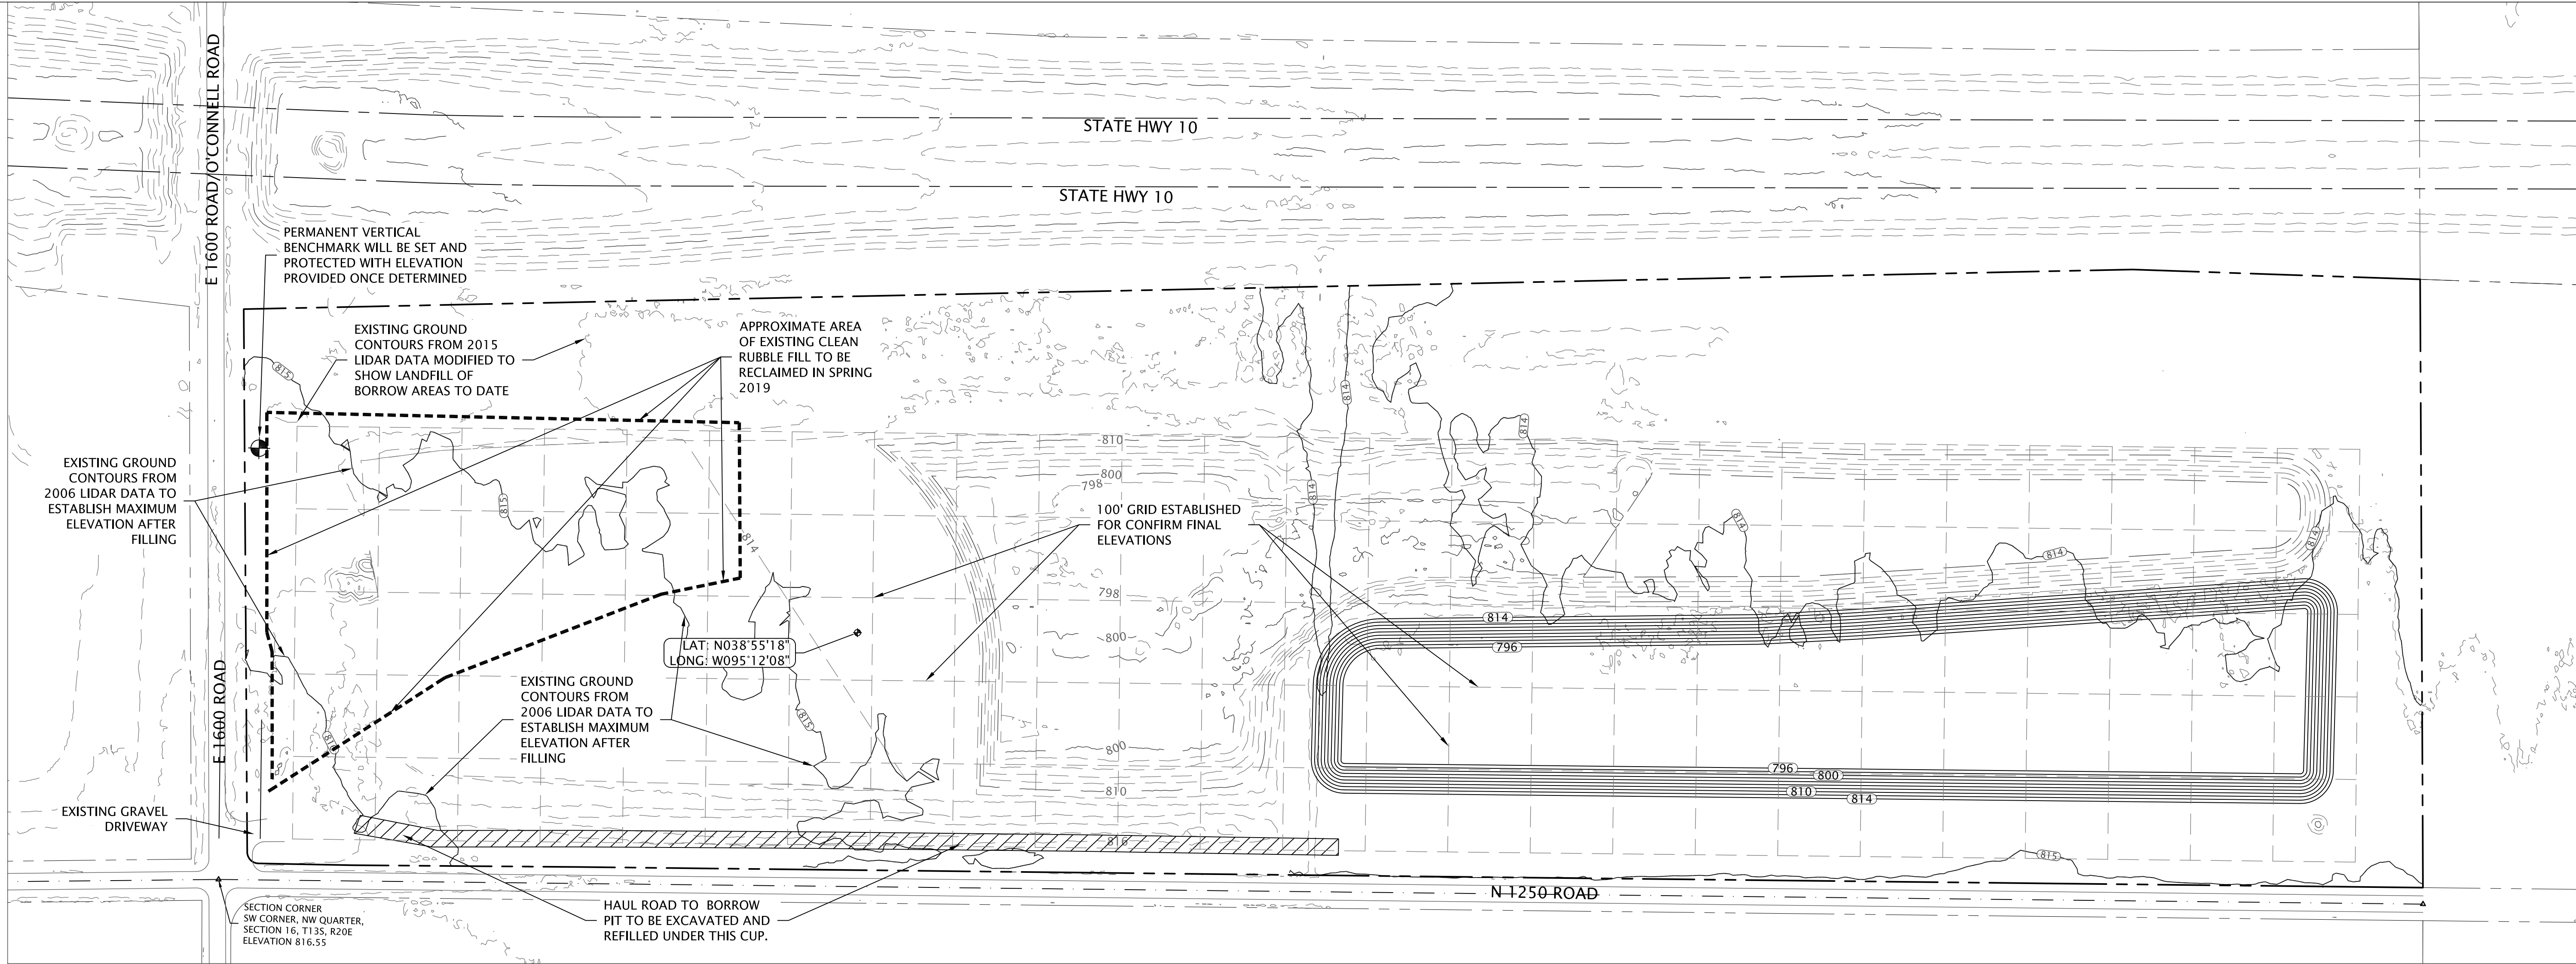 STATE HWY 10
STATE HWY 10
E 1600 ROAD/O'CONNELL ROAD
PERMANENT VERTICAL
BENCHMARK WILL BE SET AND
PROTECTED WITH ELEVATION
PROVIDED ONCE DETERMINED
EXISTING GROUND
CONTOURS FROM 2015
LIDAR DATA MODIFIED TO
SHOW LANDFILL OF
BORROW AREAS TO DATE
APPROXIMATE AREA
OF EXISTING CLEAN
RUBBLE FILL TO BE
RECLAIMED IN SPRING
2019
815
814
814
814
814
810
800
798
EXISTING GROUND
CONTOURS FROM
2006 LIDAR DATA TO
ESTABLISH MAXIMUM
ELEVATION AFTER
FILLING
815
814
100' GRID ESTABLISHED
FOR CONFIRM FINAL
ELEVATIONS
814
814
814
798
800
814
796
LAT: N038°55'18"
LONG: W095°12'08"
E 1600 ROAD
EXISTING GROUND
CONTOURS FROM
2006 LIDAR DATA TO
ESTABLISH MAXIMUM
ELEVATION AFTER
FILLING
815
800
810
796
800
810
814
EXISTING GRAVEL
DRIVEWAY
815
N 1250 ROAD
SECTION CORNER
SW CORNER, NW QUARTER,
SECTION 16, T13S, R20E
ELEVATION 816.55
HAUL ROAD TO BORROW
PIT TO BE EXCAVATED AND
REFILLED UNDER THIS CUP.